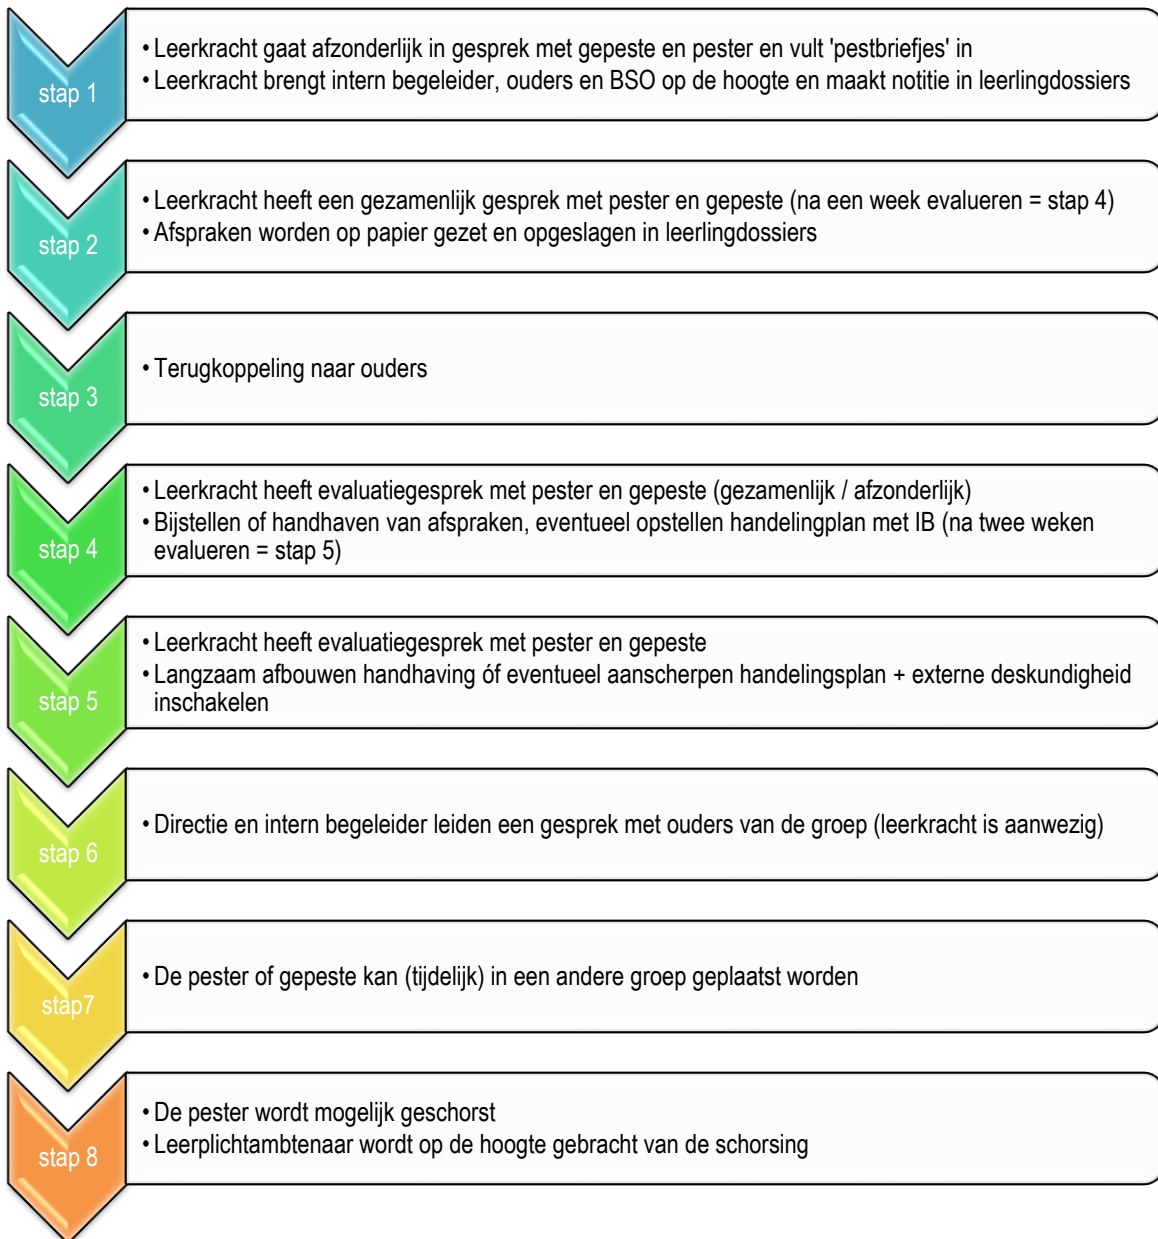 stap 1
• Leerkracht gaat afzonderlijk in gesprek met gepeste en pester en vult 'pestbriefjes' in
• Leerkracht brengt intern begeleider, ouders en BSO op de hoogte en maakt notitie in leerlingdossiers
stap 2
• Leerkracht heeft een gezamenlijk gesprek met pester en gepeste (na een week evalueren = stap 4)
• Afspraken worden op papier gezet en opgeslagen in leerlingdossiers
stap 3
• Terugkoppeling naar ouders
stap 4
• Leerkracht heeft evaluatiegesprek met pester en gepeste (gezamenlijk / afzonderlijk)
• Bijstellen of handhaven van afspraken, eventueel opstellen handelingplan met IB (na twee weken
evalueren = stap 5)
stap 5
• Leerkracht heeft evaluatiegesprek met pester en gepeste
• Langzaam afbouwen handhaving óf eventueel aanscherpen handelingsplan + externe deskundigheid
inschakelen
stap 6
• Directie en intern begeleider leiden een gesprek met ouders van de groep (leerkracht is aanwezig)
stap7
• De pester of gepeste kan (tijdelijk) in een andere groep geplaatst worden
stap 8
• De pester wordt mogelijk geschorst
• Leerplichtambtenaar wordt op de hoogte gebracht van de schorsing